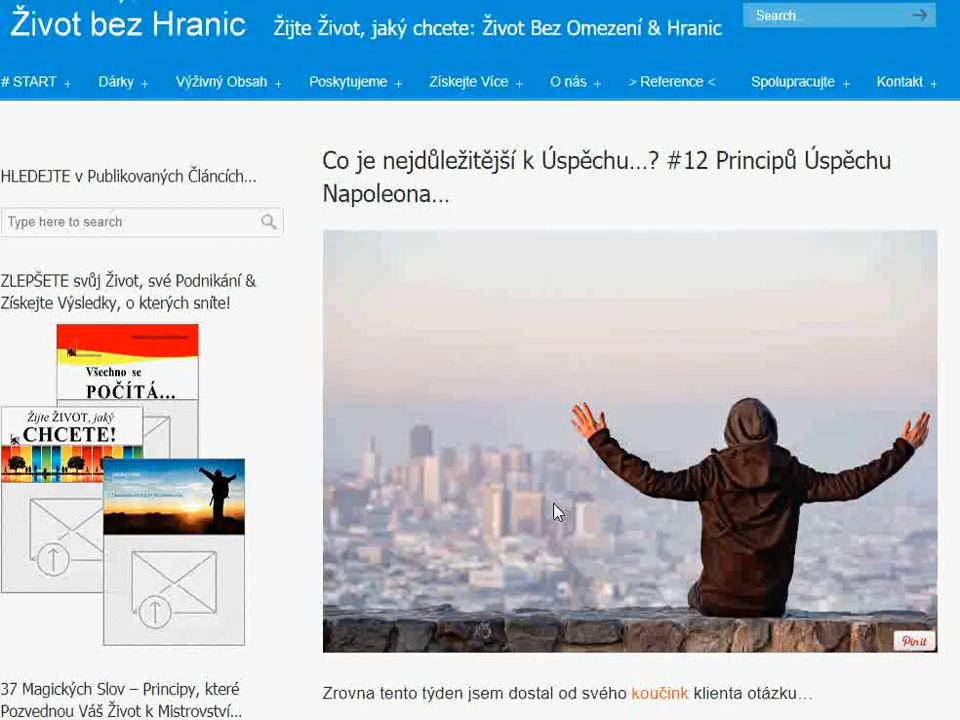 Život bez Hranic
Žijte Život, jaký chcete: Život Bez Omezení & Hranic
Search...
# START +
Dárky +
Výživný Obsah +
Poskytujeme +
Získejte Více +
O nás +
> Reference <
Spolupracujte +
Kontakt +
HLEDEJTE v Publikovaných Článcích...
Type here to search
ZLEPŠETE svůj Život, své Podnikání &
Získejte Výsledky, o kterých sníte!
Všechno se
POČÍTÁ...
Žijte ŽIVOT, jaký
CHCETE!
37 Magických Slov – Principy, které
Pozvednou Váš Život k Mistrovství...
Co je nejdůležitější k Úspěchu...? #12 Principů Úspěchu
Napoleona...
Pin it
Zrovna tento týden jsem dostal od svého koučink klienta otázku...